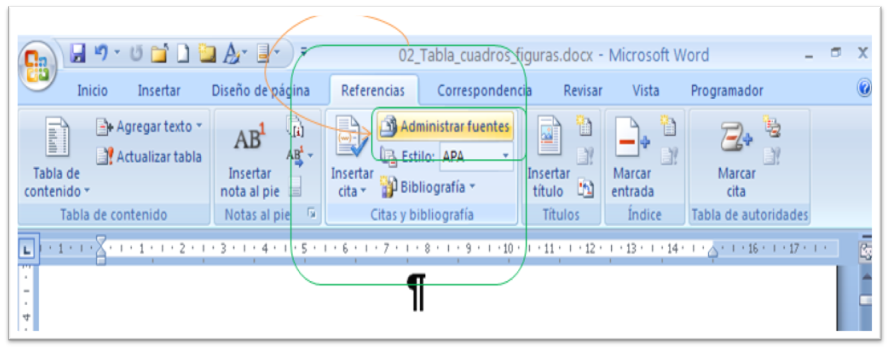 02_Tabla_cuadros_figuras.docx - Microsoft Word
Inicio Insertar Diseño de página Referencias Correspondencia Revisar Vista Programador
Agregar texto
Actualizar tabla
Tabla de
contenido
Tabla de contenido
AB¹
Insertar
nota al pie
Notas al pie
Insertar
cita
Administrar fuentes
Estilo: APA
Bibliografía
Citas y bibliografía
Insertar
título
Títulos
Marcar
entrada
Índice
Marcar
cita
Tabla de autoridades
L 1 1 2 3 4 5 6 7 8 9 10 11 12 13 14 16 17
¶